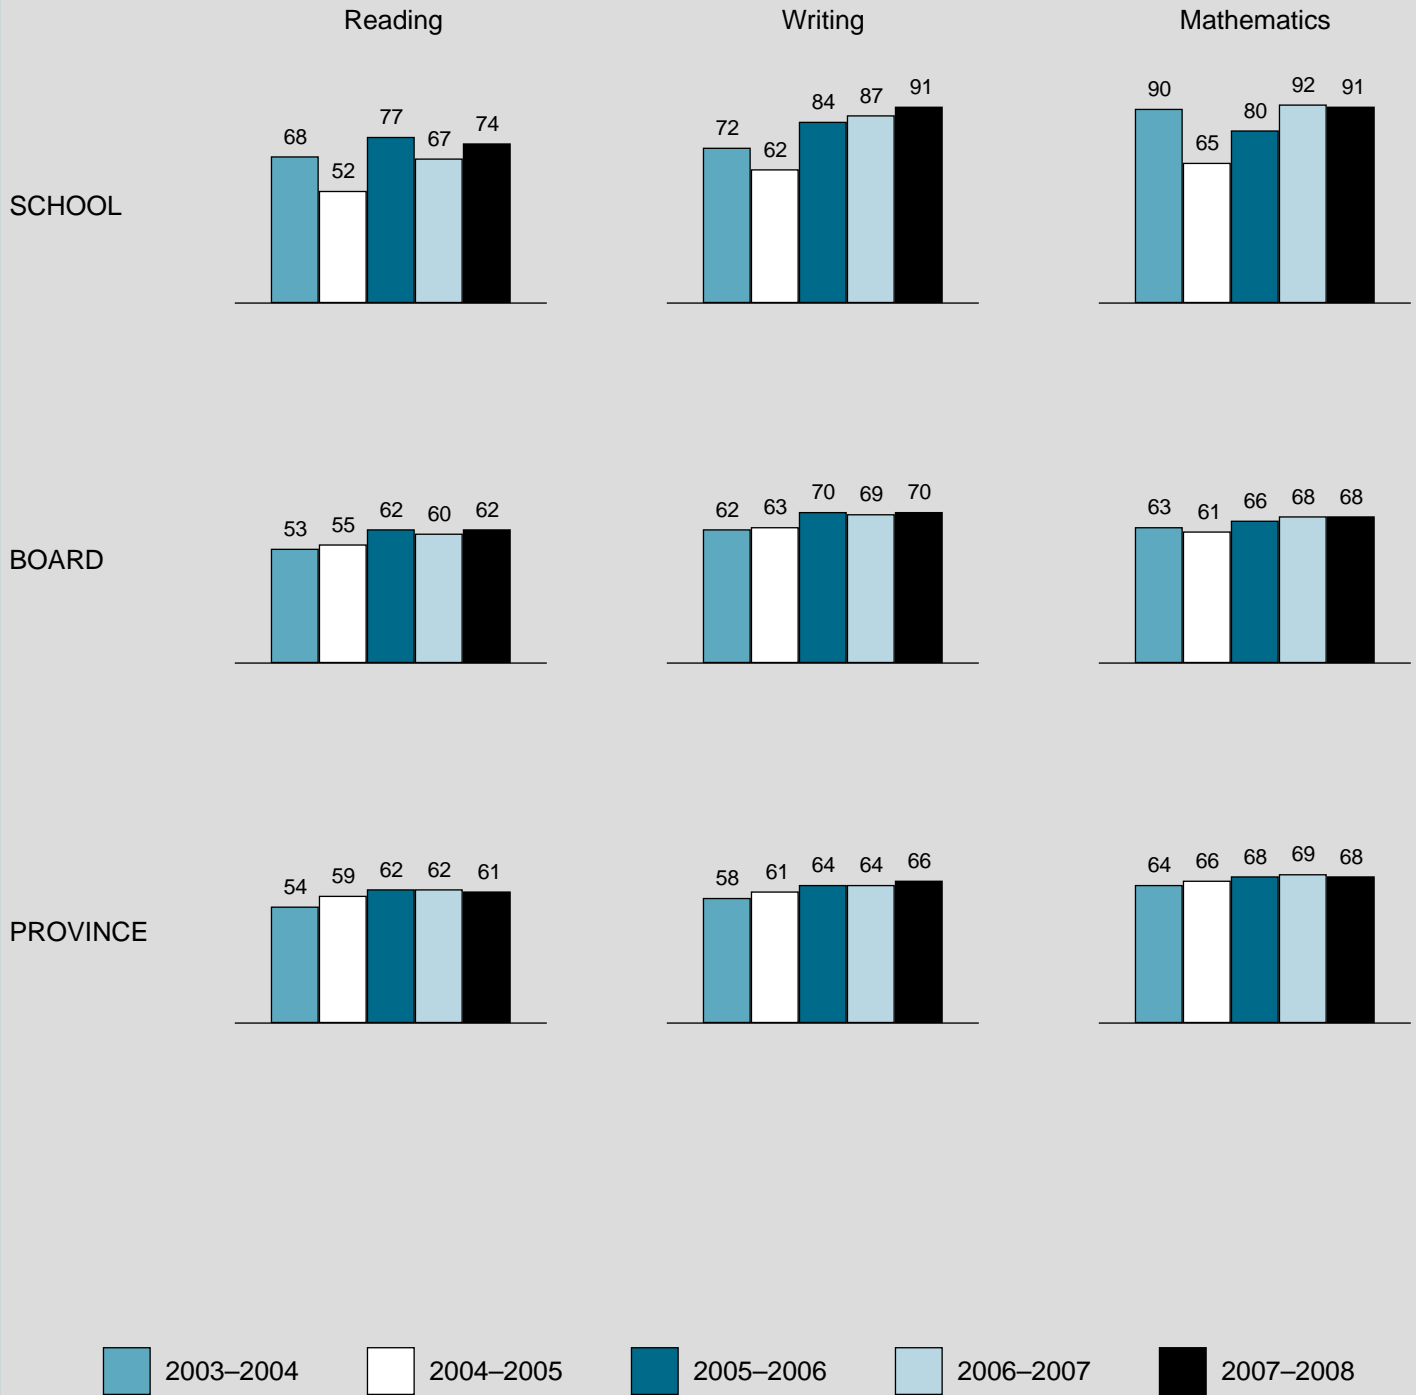 Reading Writing Mathematics
SCHOOL
68 52 77 67 74
72 62 84 87 91
90 65 80 92 91
BOARD
53 55 62 60 62
62 63 70 69 70
63 61 66 68 68
PROVINCE
54 59 62 62 61
58 61 64 64 66
64 66 68 69 68
2003–2004 2004–2005 2005–2006 2006–2007 2007–2008